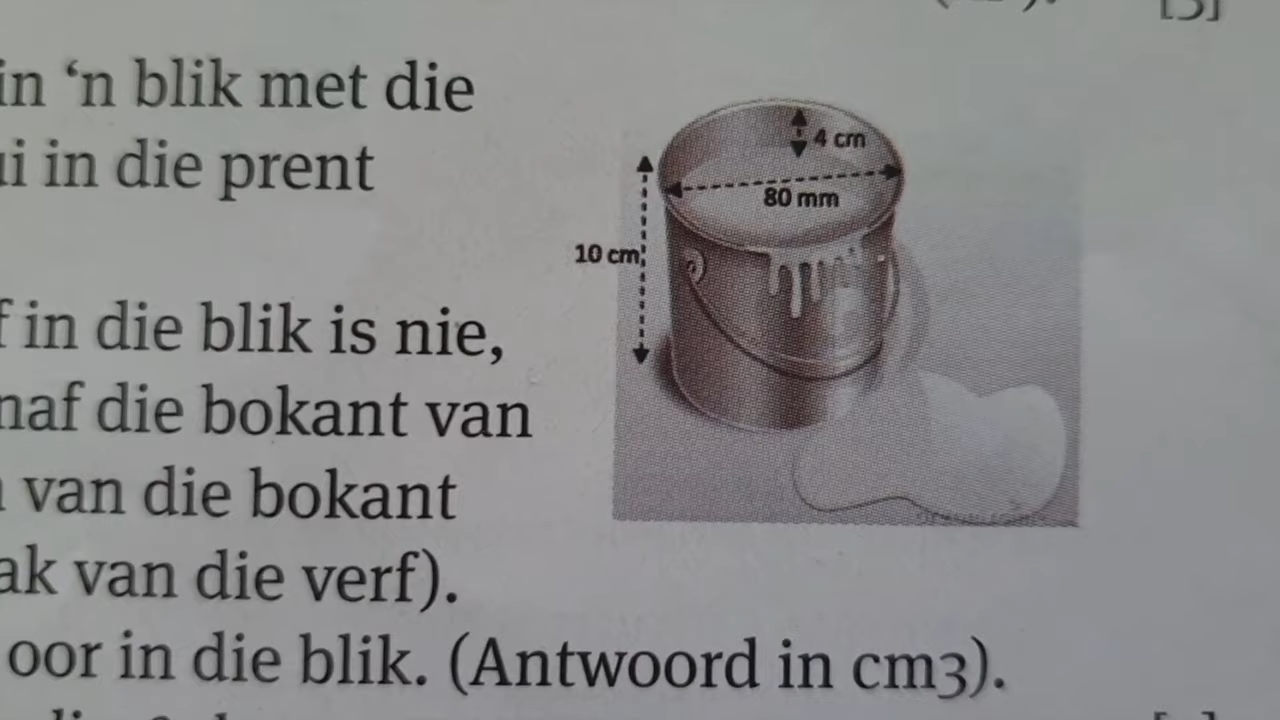 [5]
in ‘n blik met die
i in die prent
4 cm
80 mm
10 cm
f in die blik is nie,
naf die bokant van
van die bokant
ak van die verf).
oor in die blik. (Antwoord in cm3).